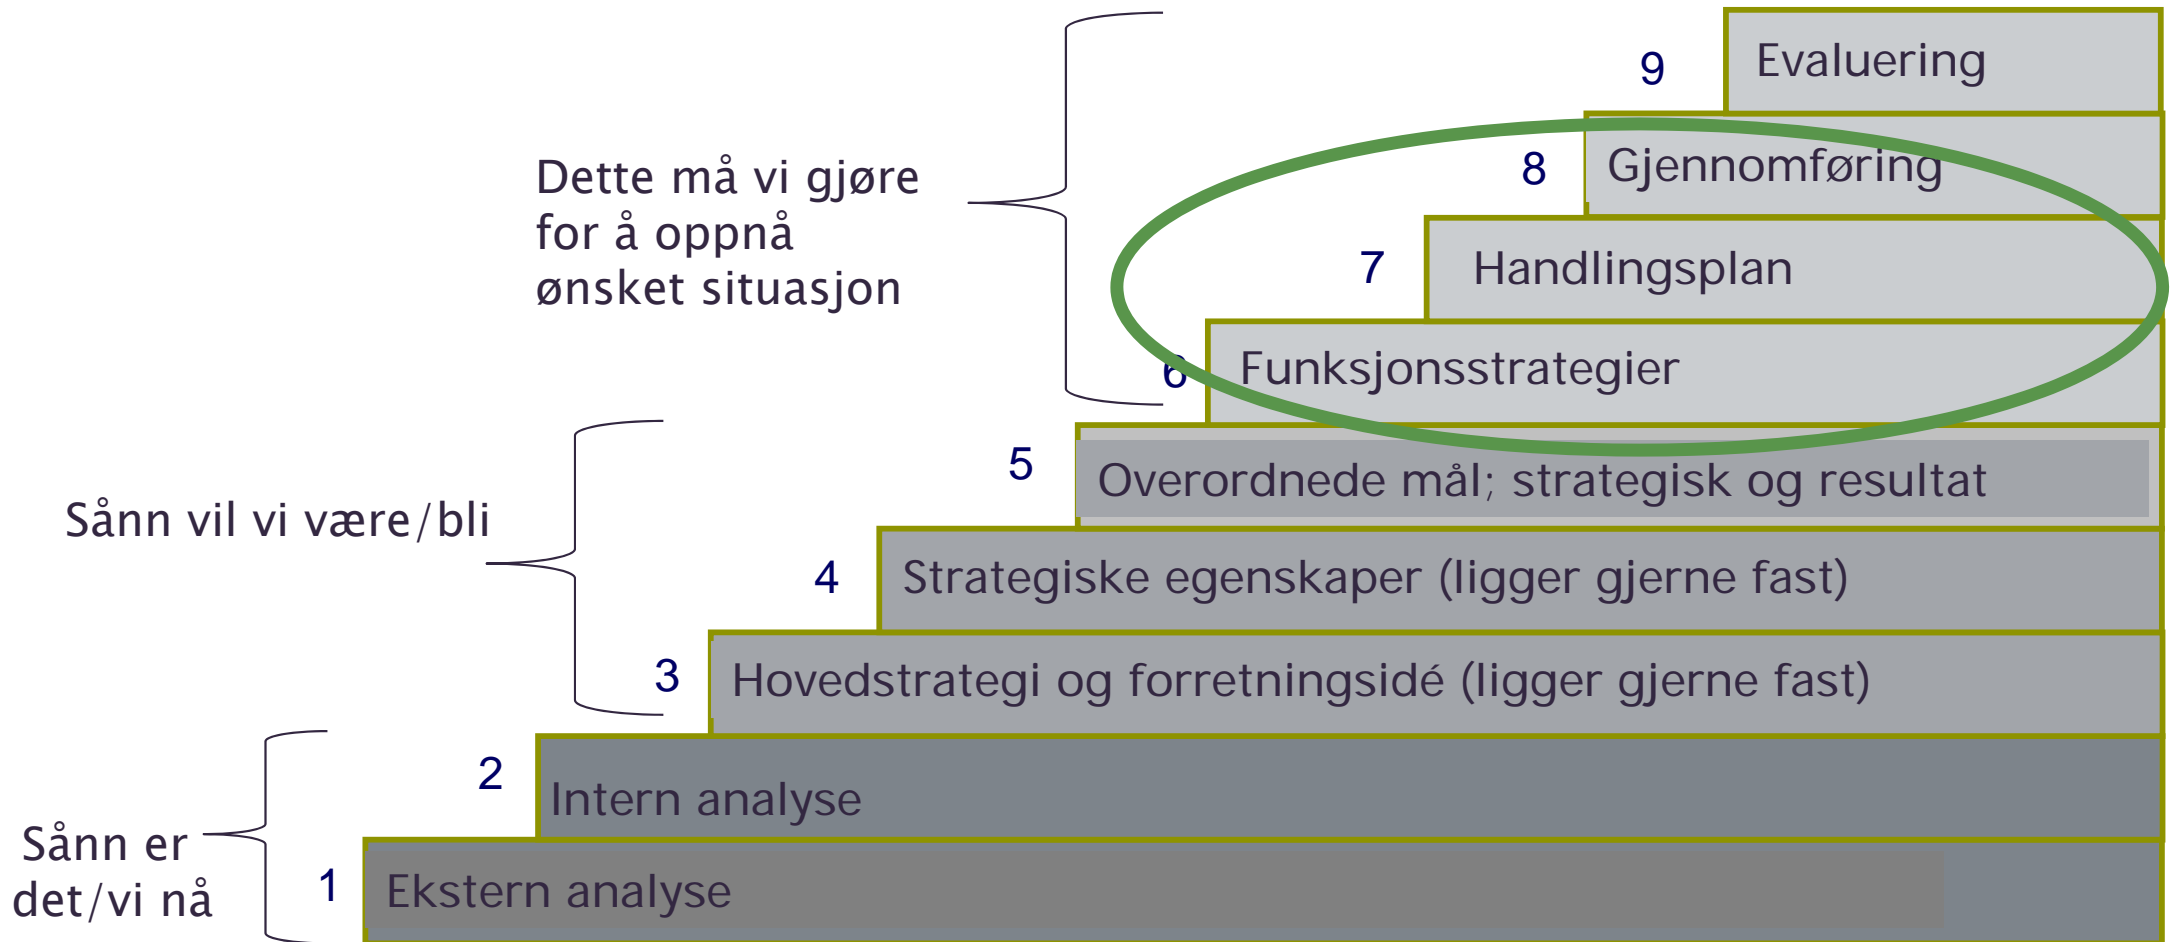 9 Evaluering
8 Gjennomføring
Dette må vi gjøre
for å oppnå
ønsket situasjon
7 Handlingsplan
6 Funksjonsstrategier
5 Overordnede mål; strategisk og resultat
Sånn vil vi være/bli
4 Strategiske egenskaper (ligger gjerne fast)
3 Hovedstrategi og forretningsidé (ligger gjerne fast)
2 Intern analyse
Sånn er
det/vi nå
1 Ekstern analyse